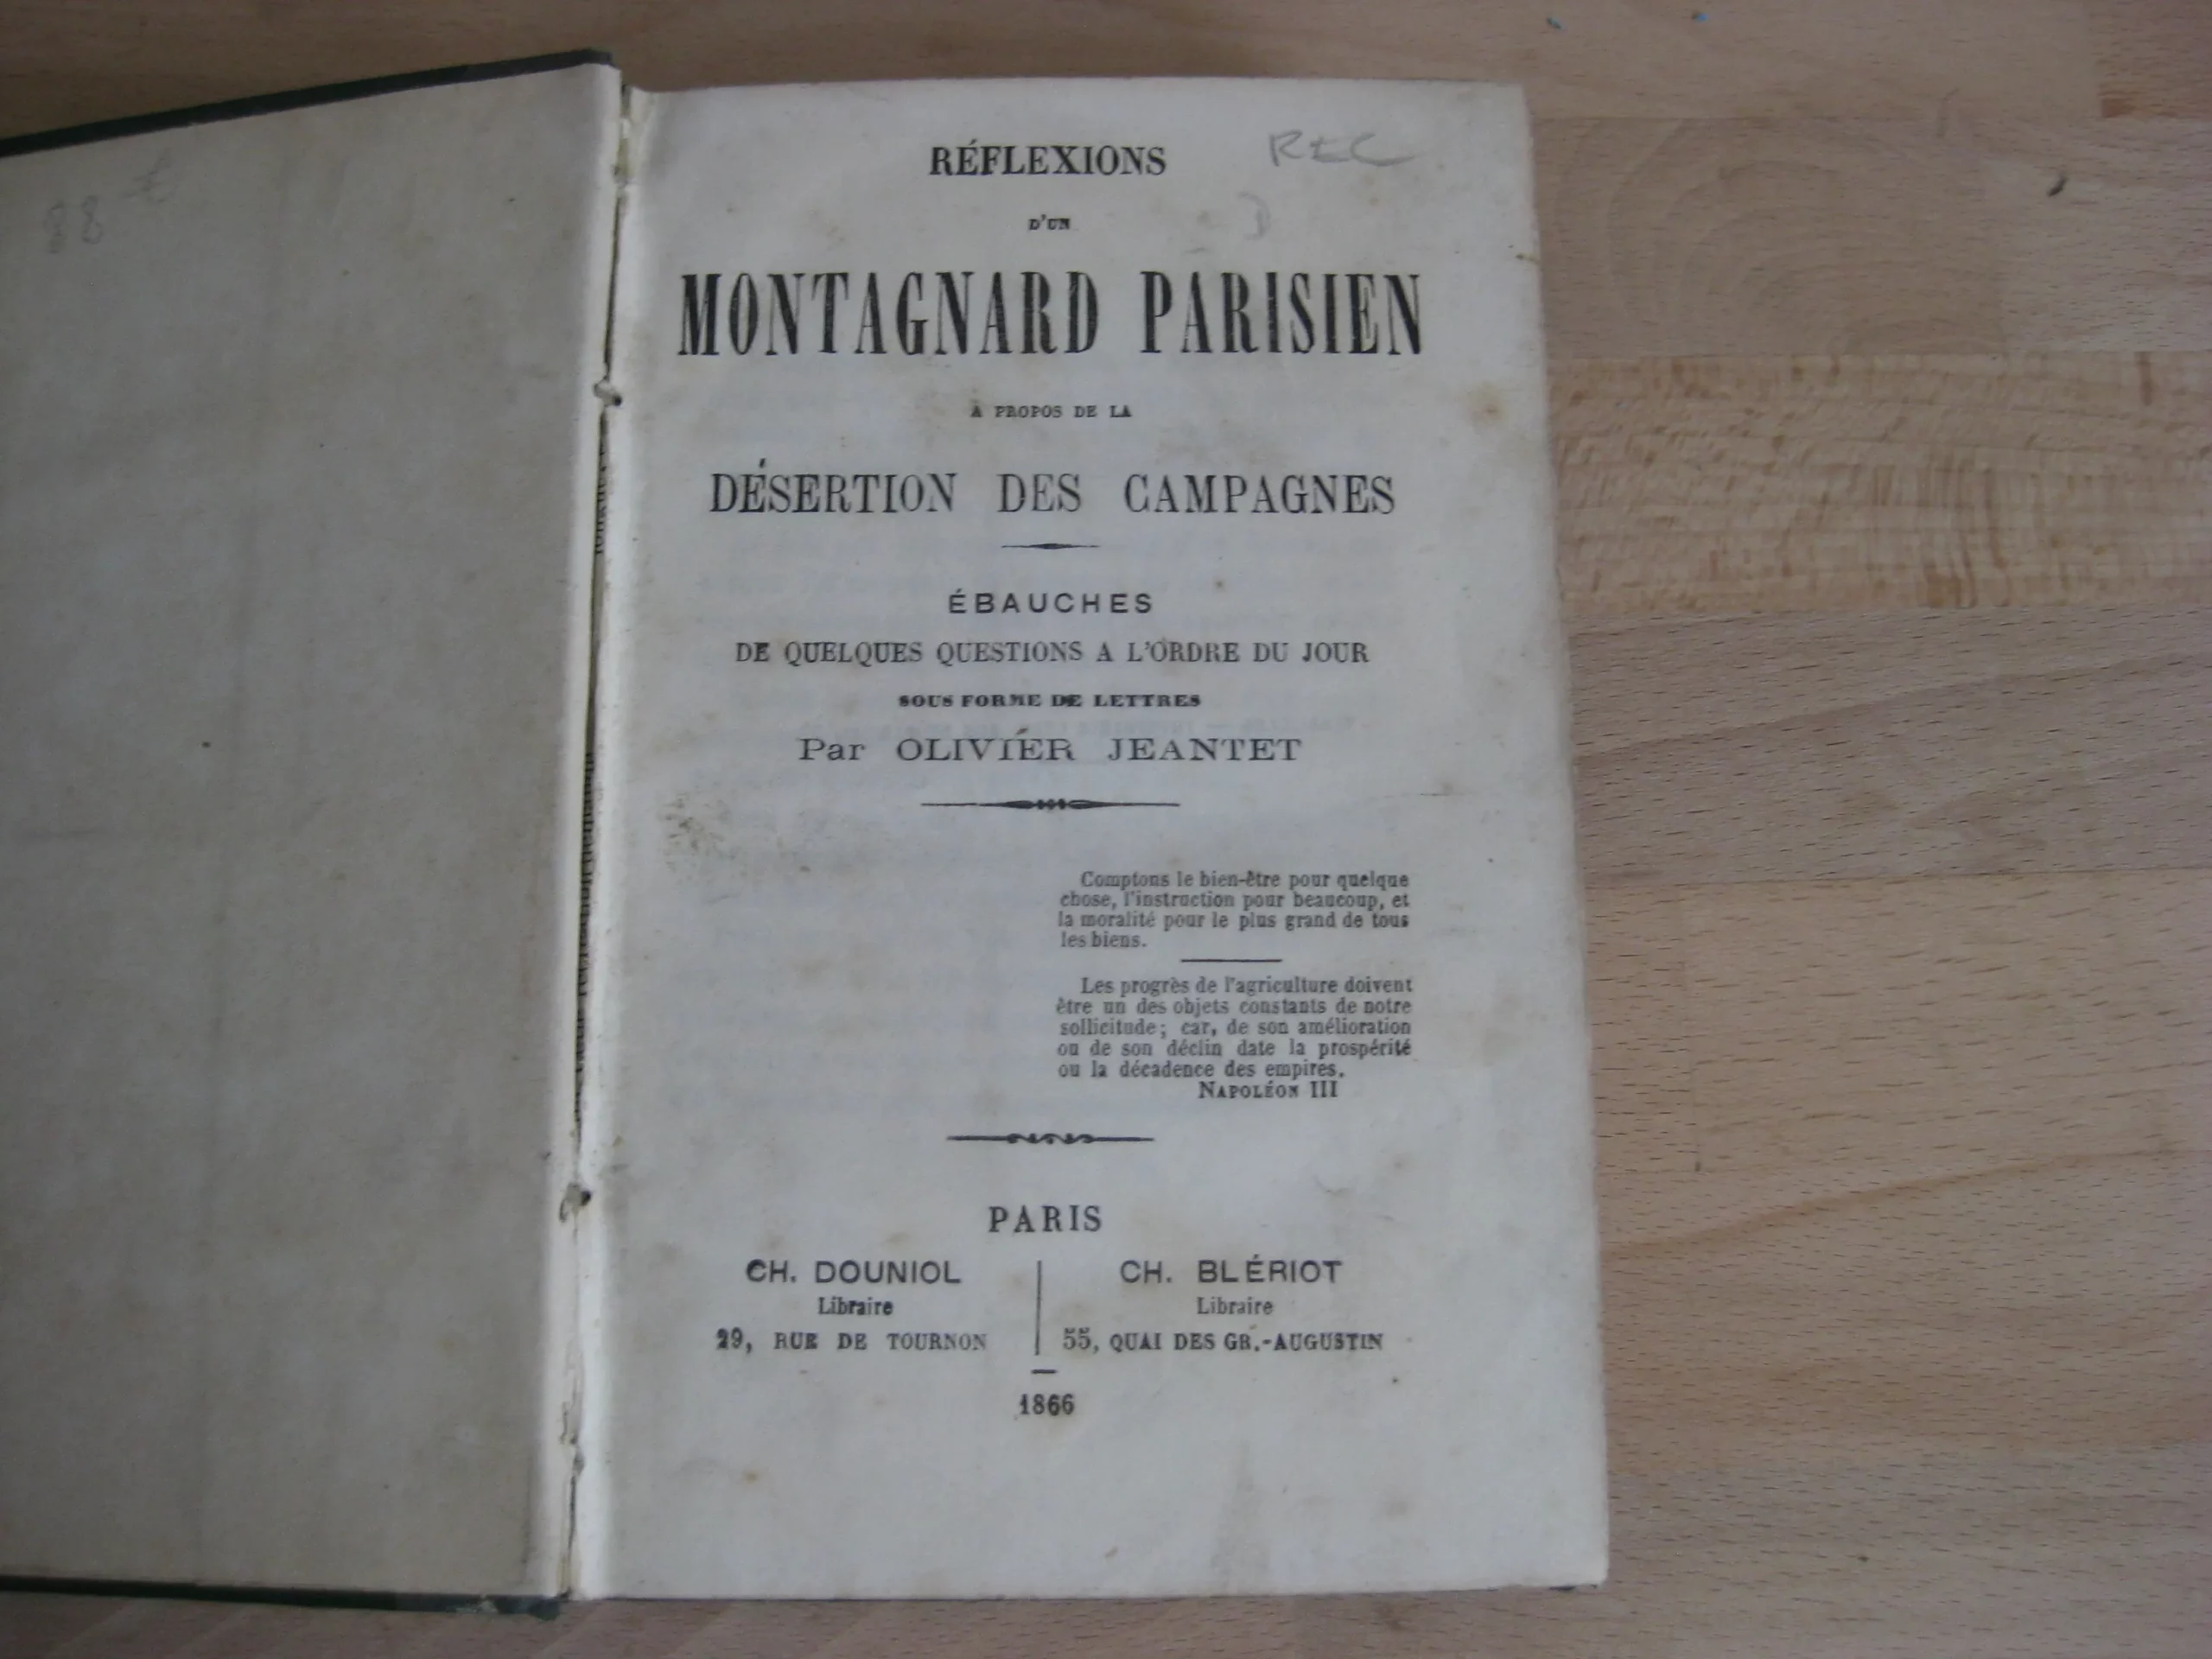 88
REC
RÉFLEXIONS
D'UN
MONTAGNARD PARISIEN
A PROPOS DE LA
DÉSERTION DES CAMPAGNES
ÉBAUCHES
DE QUELQUES QUESTIONS A L'ORDRE DU JOUR
SOUS FORME DE LETTRES
Par OLIVIER JEANTET
Comptons le bien-être pour quelque
chose, l'instruction pour beaucoup, et
la moralité pour le plus grand de tous
les biens.
Les progrès de l'agriculture doivent
être un des objets constants de notre
sollicitude; car, de son amélioration
ou de son déclin date la prospérité
ou la décadence des empires.
NAPOLÉON III
PARIS
CH. DOUNIOL
Libraire
29, RUE DE TOURNON
CH. BLÉRIOT
Libraire
55, QUAI DES GR.-AUGUSTIN
1866